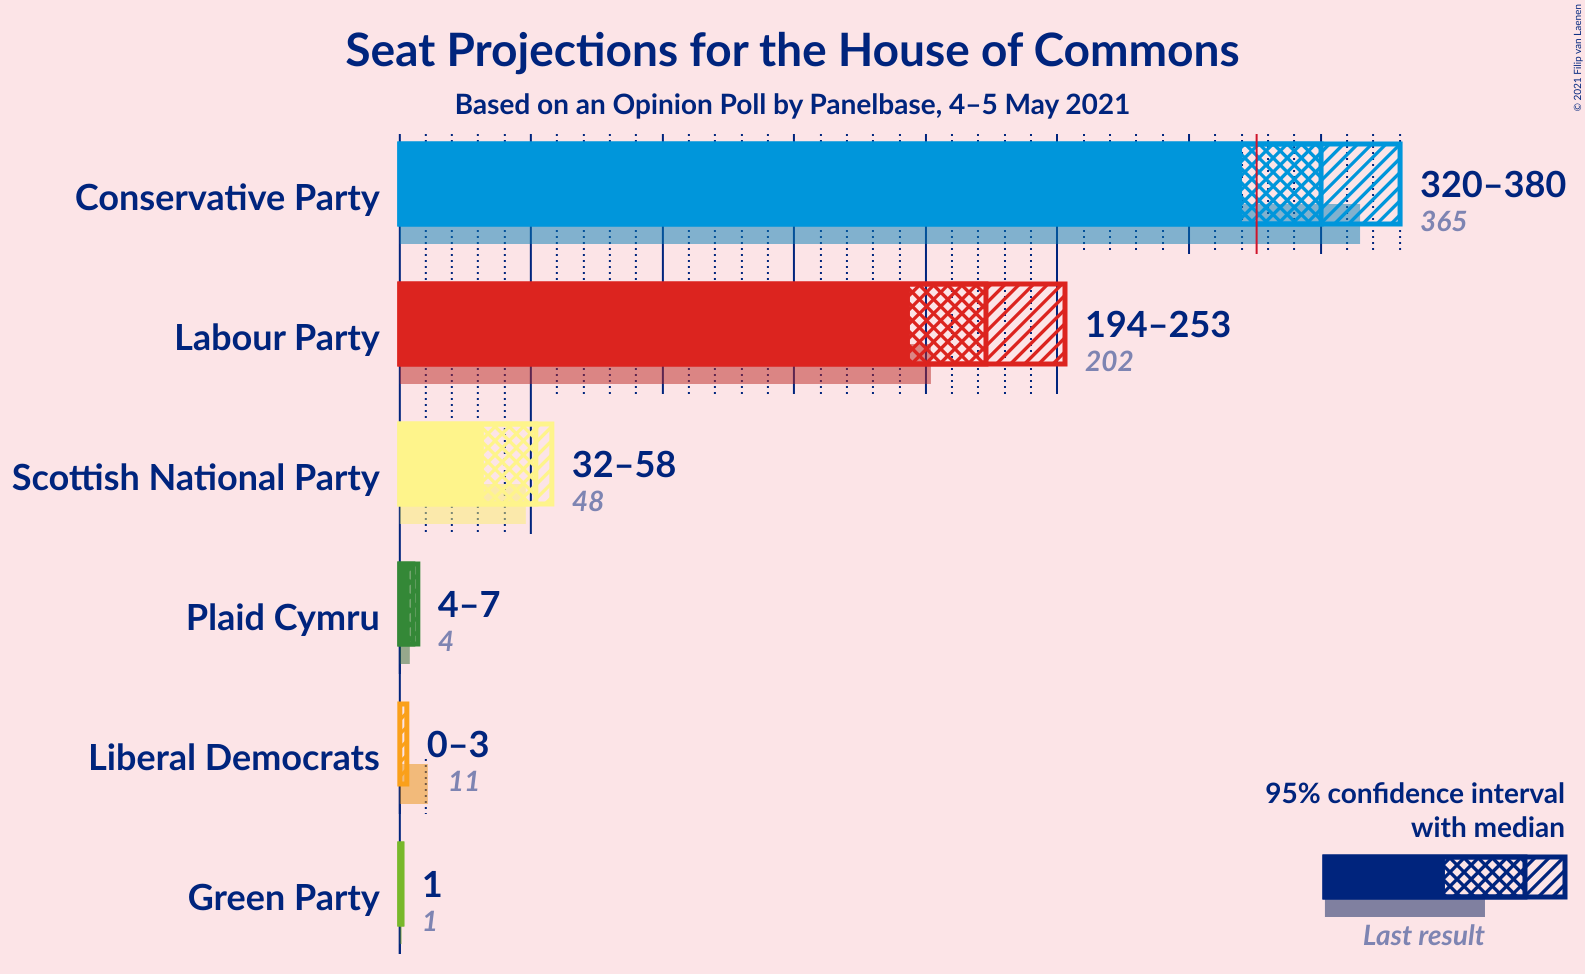 Seat Projections for the House of Commons
Based on an Opinion Poll by Panelbase, 4–5 May 2021
© 2021 Filip van Laenen
Conservative Party
320–380
365
Labour Party
194–253
202
Scottish National Party
32–58
48
Plaid Cymru
4–7
4
Liberal Democrats
0–3
11
Green Party
1
1
95% confidence interval
with median
Last result